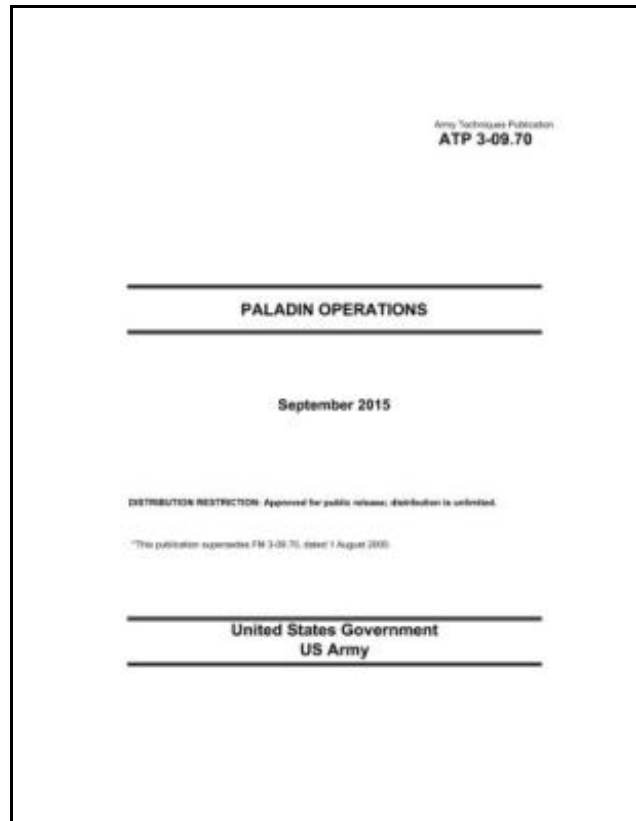 Army Techniques Publication
ATP 3-09.70
PALADIN OPERATIONS
September 2015
DISTRIBUTION RESTRICTION: Approved for public release; distribution is unlimited.
*This publication supersedes FM 3-09.70, dated 1 August 2000.
United States Government
US Army